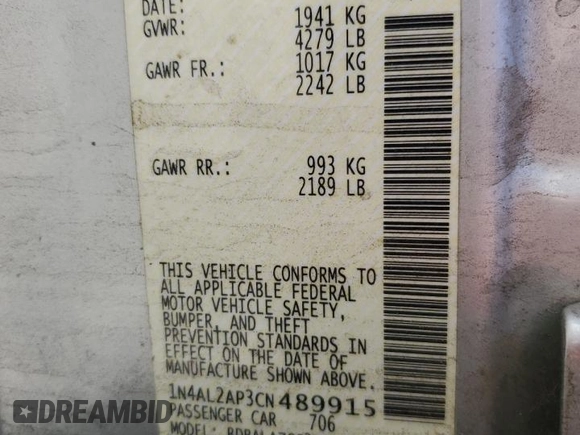 DATE:
GVWR: 1941 KG
4279 LB
GAWR FR.: 1017 KG
2242 LB
GAWR RR.: 993 KG
2189 LB
THIS VEHICLE CONFORMS TO
ALL APPLICABLE FEDERAL
MOTOR VEHICLE SAFETY,
BUMPER, AND THEFT
PREVENTION STANDARDS IN
EFFECT ON THE DATE OF
MANUFACTURE SHOWN ABOVE.
1N4AL2AP3CN489915
PASSENGER CAR 706
DREAMBID